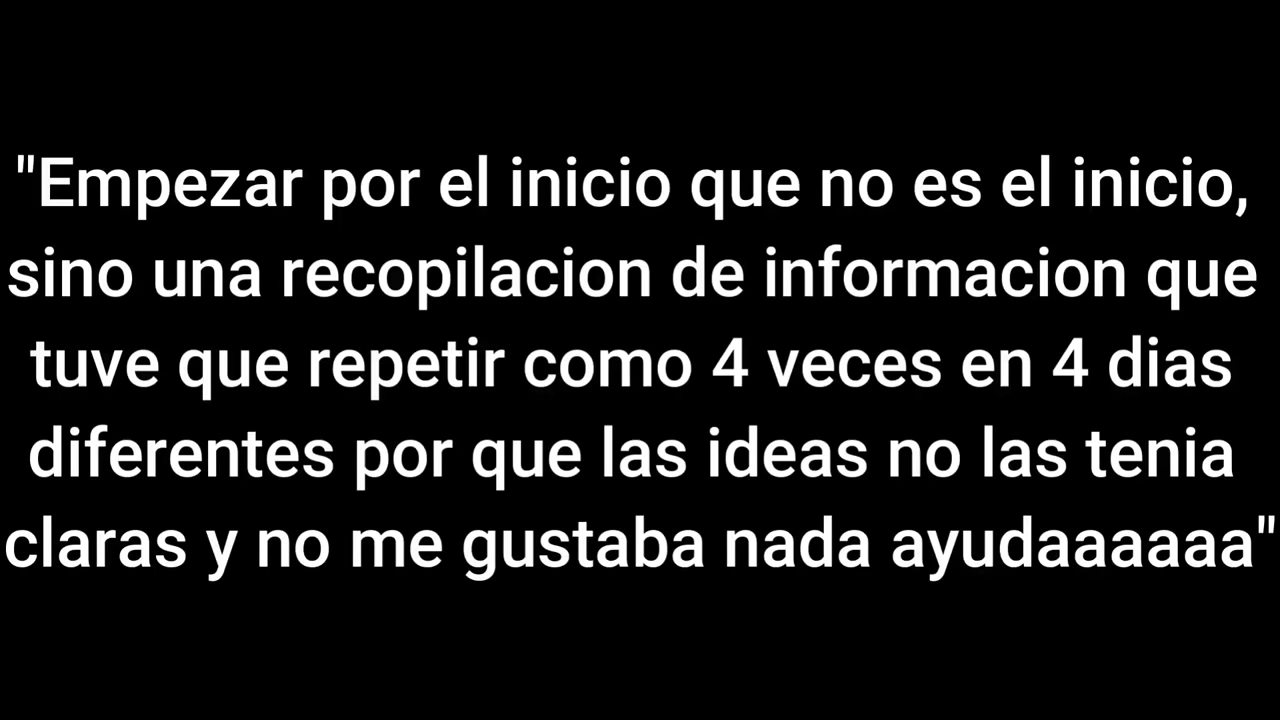 "Empezar por el inicio que no es el inicio,
sino una recopilacion de informacion que
tuve que repetir como 4 veces en 4 dias
diferentes por que las ideas no las tenia
claras y no me gustaba nada ayudaaaaaa"